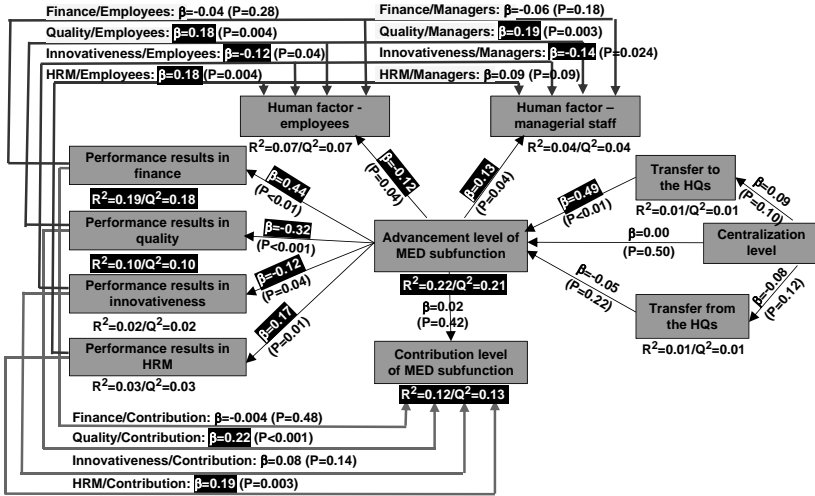 Finance/Employees: β=-0.04 (P=0.28)
Quality/Employees: β=0.18 (P=0.004)
Innovativeness/Employees: β=-0.12 (P=0.04)
HRM/Employees: β=0.18 (P=0.004)
Finance/Managers: β=-0.06 (P=0.18)
Quality/Managers: β=0.19 (P=0.003)
Innovativeness/Managers: β=-0.14 (P=0.024)
HRM/Managers: β=0.09 (P=0.09)
Human factor -
employees
R²=0.07/Q²=0.07
Human factor –
managerial staff
R²=0.04/Q²=0.04
Performance results in
finance
R²=0.19/Q²=0.18
Performance results in
quality
R²=0.10/Q²=0.10
Performance results in
innovativeness
R²=0.02/Q²=0.02
Performance results in
HRM
R²=0.03/Q²=0.03
β=0.44
(P<0.01)
β=-0.32
(P<0.001)
β=-0.12
(P=0.04)
β=0.17
(P=0.01)
β=-0.12
(P=0.04)
β=0.13
(P=0.04)
Advancement level of
MED subfunction
R²=0.22/Q²=0.21
β=0.02
(P=0.42)
Contribution level
of MED subfunction
R²=0.12/Q²=0.13
β=0.49
(P<0.01)
β=0.00
(P=0.50)
β=-0.05
(P=0.22)
Transfer to
the HQs
R²=0.01/Q²=0.01
β=0.09
(P=0.10)
Centralization
level
β=-0.08
(P=0.12)
Transfer from
the HQs
R²=0.01/Q²=0.01
Finance/Contribution: β=-0.004 (P=0.48)
Quality/Contribution: β=0.22 (P<0.001)
Innovativeness/Contribution: β=0.08 (P=0.14)
HRM/Contribution: β=0.19 (P=0.003)